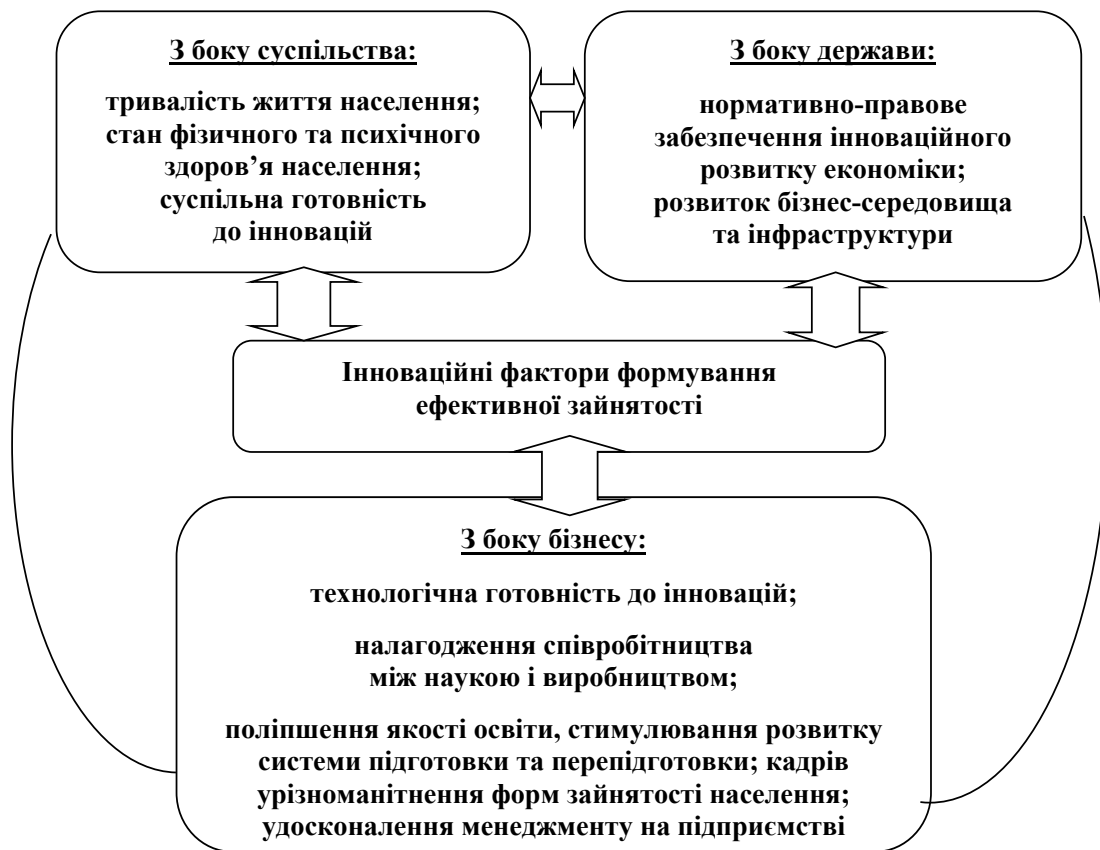 З боку суспільства:
тривалість життя населення;
стан фізичного та психічного
здоров’я населення;
суспільна готовність
до інновацій
З боку держави:
нормативно-правове
забезпечення інноваційного
розвитку економіки;
розвиток бізнес-середовища
та інфраструктури
Інноваційні фактори формування
ефективної зайнятості
З боку бізнесу:
технологічна готовність до інновацій;
налагодження співробітництва
між наукою і виробництвом;
поліпшення якості освіти, стимулювання розвитку
системи підготовки та перепідготовки; кадрів
урізноманітнення форм зайнятості населення;
удосконалення менеджменту на підприємстві